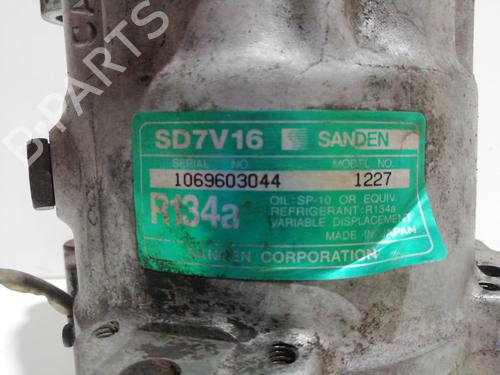 SD7V16 SANDEN
SERIAL NO. MODEL NO.
1069603044 1227
R134a
OIL: SP-10 OR EQUIV.
REFRIGERANT: R134a
VARIABLE DISPLACEMENT
MADE IN JAPAN
SANDEN CORPORATION
B-PARTS